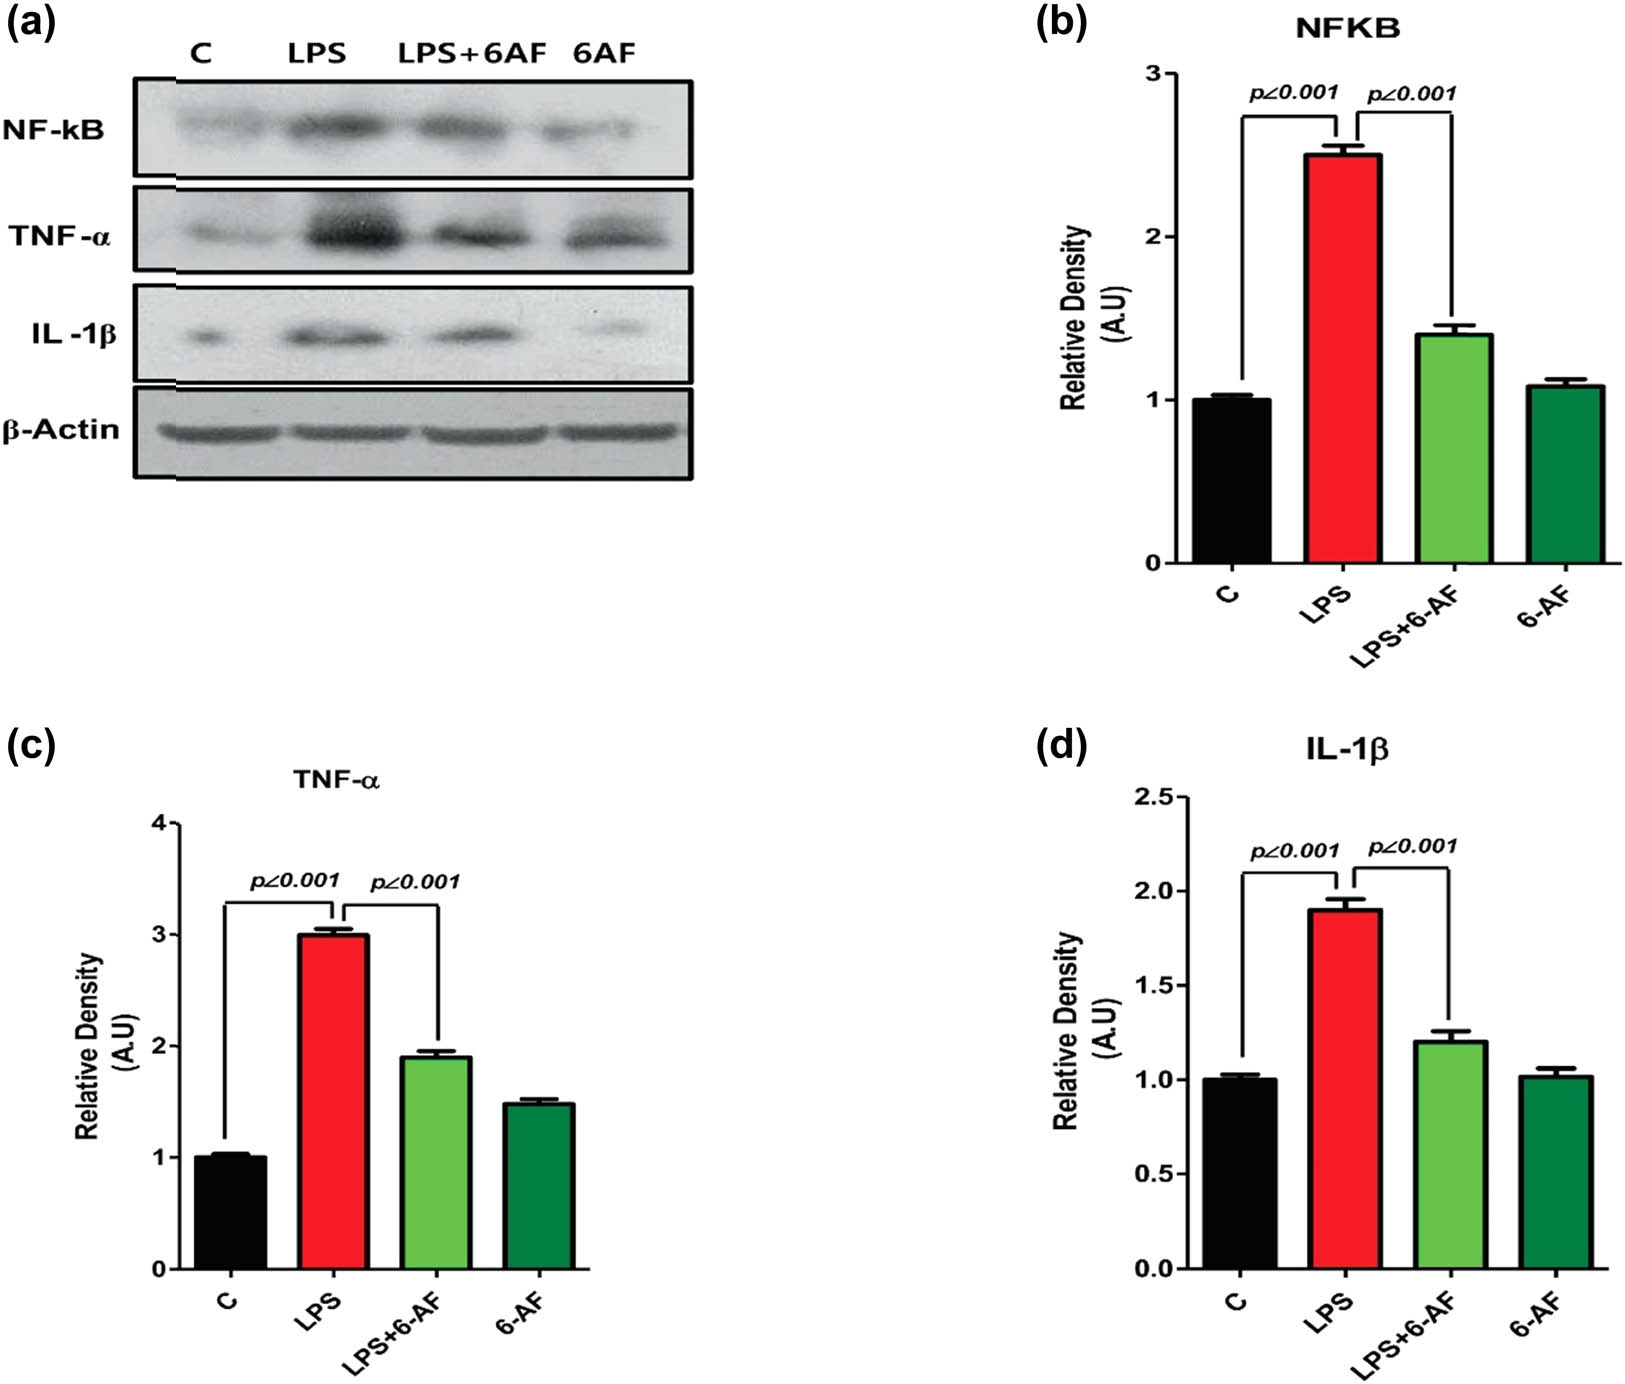 (a)
C LPS LPS+6AF 6AF
NF-kB
TNF-α
IL -1β
β-Actin
(b)
NFKB
3
2
1
0
Relative Density
(A.U)
p∠0.001 p∠0.001
C LPS LPS+6-AF 6-AF
(c)
TNF-α
4
3
2
1
0
Relative Density
(A.U)
p∠0.001 p∠0.001
C LPS LPS+6-AF 6-AF
(d)
IL-1β
2.5
2.0
1.5
1.0
0.5
0.0
Relative Density
(A.U)
p∠0.001 p∠0.001
C LPS LPS+6-AF 6-AF